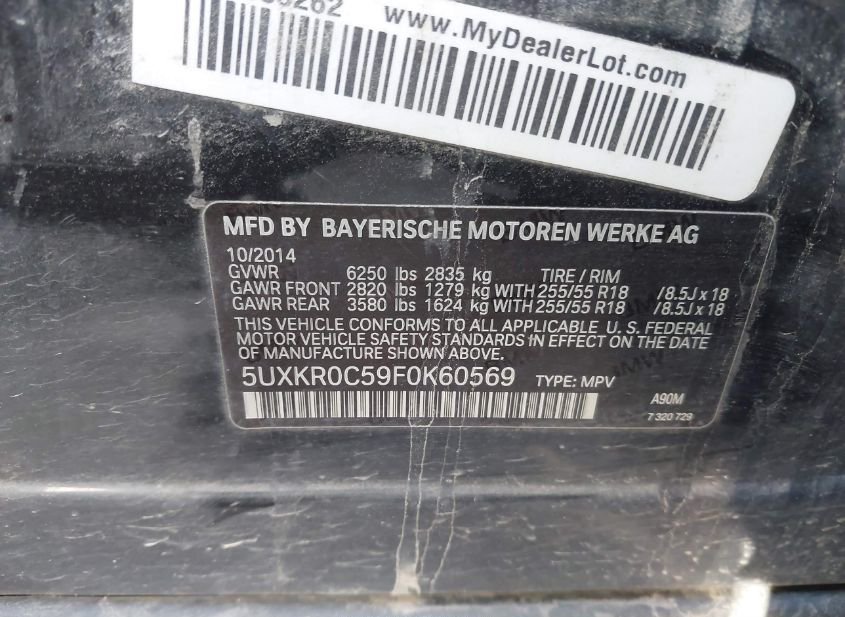 www.MyDealerLot.com
MFD BY BAYERISCHE MOTOREN WERKE AG
10/2014
GVWR 6250 lbs 2835 kg TIRE / RIM
GAWR FRONT 2820 lbs 1279 kg WITH 255/55 R18 /8.5J x 18
GAWR REAR 3580 lbs 1624 kg WITH 255/55 R18 /8.5J x 18
THIS VEHICLE CONFORMS TO ALL APPLICABLE U. S. FEDERAL
MOTOR VEHICLE SAFETY STANDARDS IN EFFECT ON THE DATE
OF MANUFACTURE SHOWN ABOVE.
5UXKR0C59F0K60569 TYPE: MPV
A90M
7 320 729